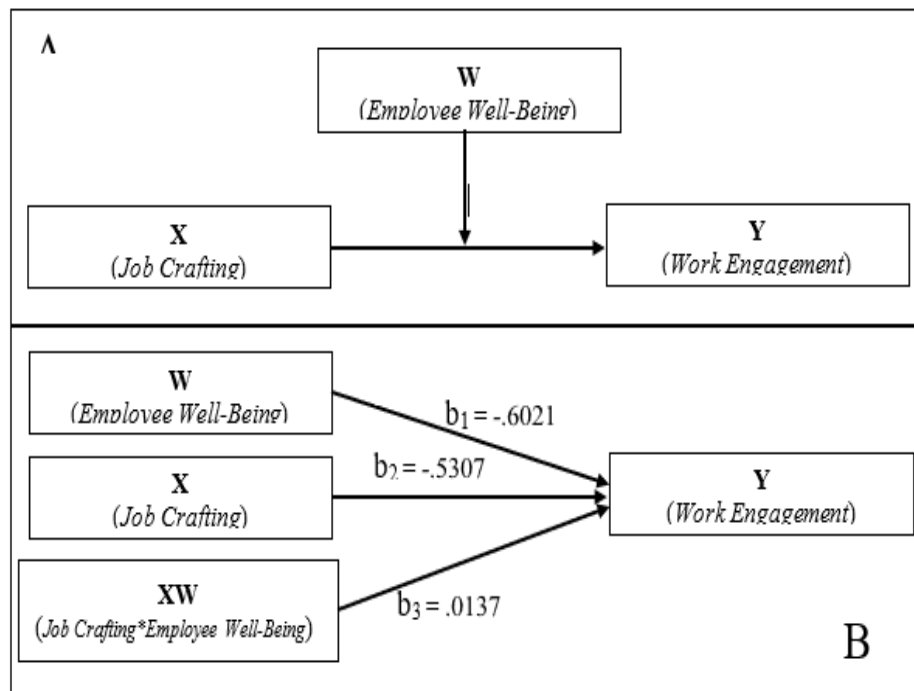 A
W
(Employee Well-Being)
X
(Job Crafting)
Y
(Work Engagement)
W
(Employee Well-Being)
b₁ = -.6021
b₂ = -.5307
X
(Job Crafting)
Y
(Work Engagement)
XW
(Job Crafting*Employee Well-Being)
b₃ = .0137
B